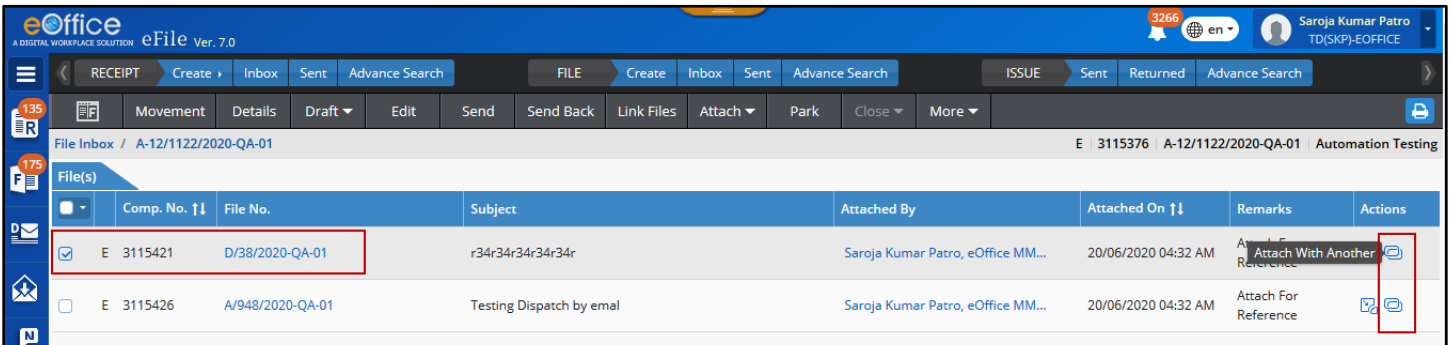 eOffice
A DIGITAL WORKPLACE SOLUTION eFile Ver. 7.0
3266
en
Saroja Kumar Patro
TD(SKP)-EOFFICE
RECEIPT Create Inbox Sent Advance Search FILE Create Inbox Sent Advance Search ISSUE Sent Returned Advance Search
135
R
Movement Details Draft Edit Send Send Back Link Files Attach Park Close More
File Inbox / A-12/1122/2020-QA-01 E 3115376 A-12/1122/2020-QA-01 Automation Testing
175
F
File(s)
Comp. No. File No. Subject Attached By Attached On Remarks Actions
D
E 3115421 D/38/2020-QA-01 r34r34r34r34r34r Saroja Kumar Patro, eOffice MM... 20/06/2020 04:32 AM
Attach With Another
E 3115426 A/948/2020-QA-01 Testing Dispatch by emal Saroja Kumar Patro, eOffice MM... 20/06/2020 04:32 AM Attach For
Reference
N